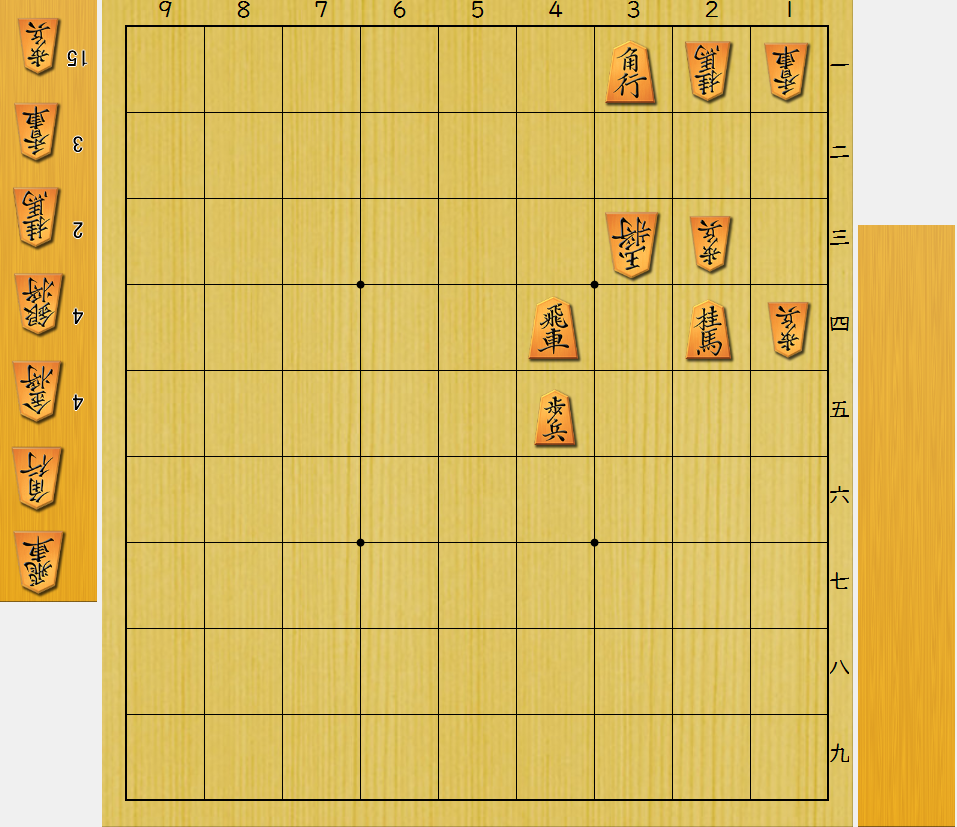 9 8 7 6 5 4 3 2 1
角行 桂馬 香車 一
二
玉将 歩兵 三
飛車 桂馬 歩兵 四
歩兵 五
六
七
八
九
歩兵 15
香車 3
桂馬 2
銀将 4
金将 4
角行
飛車